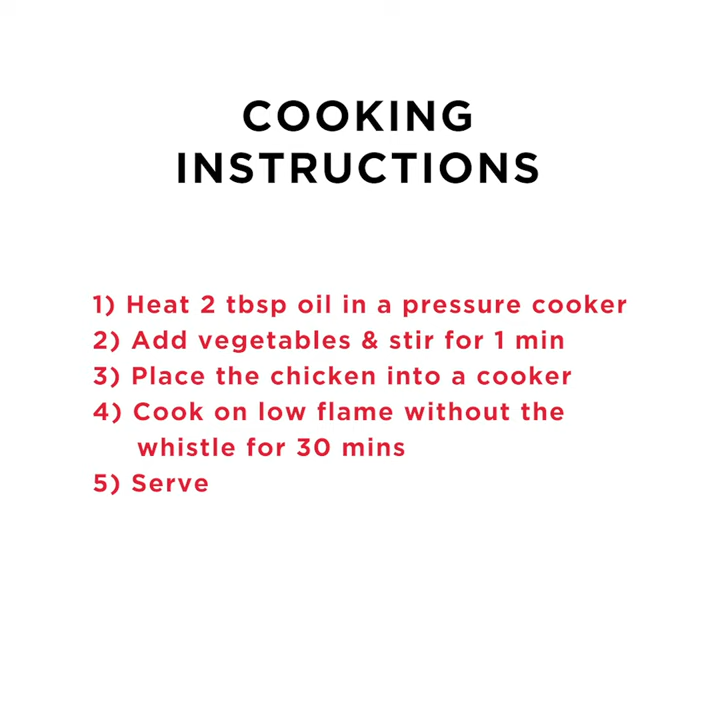 COOKING
INSTRUCTIONS
1) Heat 2 tbsp oil in a pressure cooker
2) Add vegetables & stir for 1 min
3) Place the chicken into a cooker
4) Cook on low flame without the
whistle for 30 mins
5) Serve